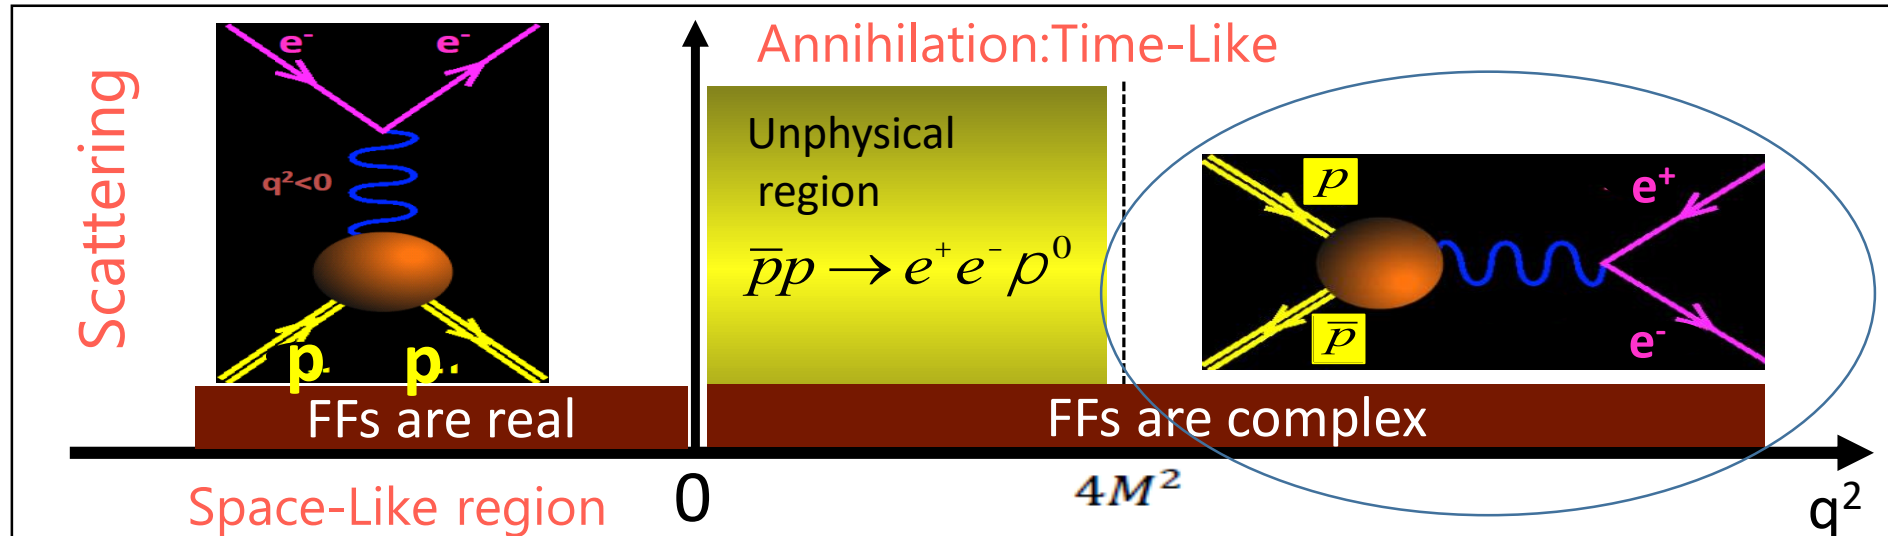 Scattering
e⁻ e⁻
q²<0
p p
FFs are real
Space-Like region
Annihilation:Time-Like
Unphysical
region
p̅p → e⁺ e⁻ p⁰
p
p̅
e⁺
e⁻
FFs are complex
0
4M²
q²